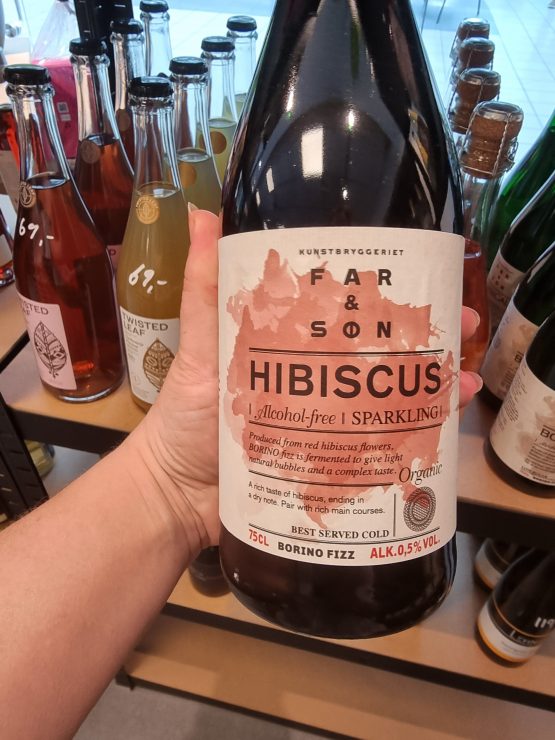 KUNSTBRYGGERIET
FAR
&
SØN
HIBISCUS
Alcohol-free | SPARKLING
Produced from red hibiscus flowers,
BORINO fizz is fermented to give light
natural bubbles and a complex taste.
Organic
A rich taste of hibiscus, ending in
a dry note. Pair with rich main courses.
BEST SERVED COLD
75CL BORINO FIZZ ALK.0,5% VOL.
69,-
TWISTED
LEAF
69,-
TWISTED
LEAF